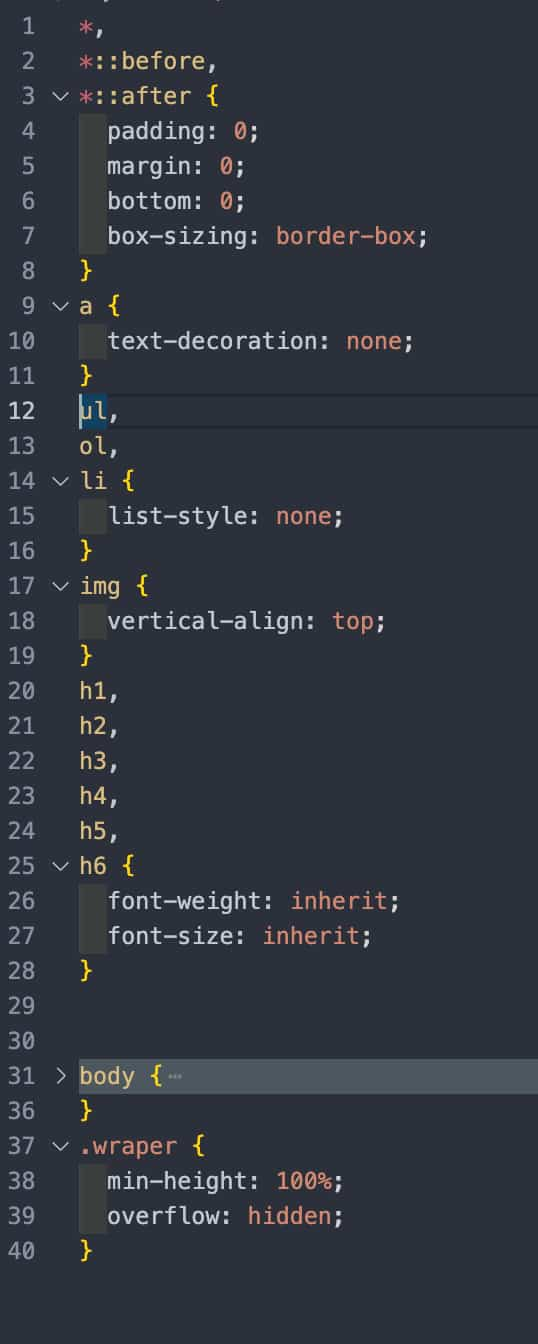 1 *,
2 *::before,
3 *::after {
4 padding: 0;
5 margin: 0;
6 bottom: 0;
7 box-sizing: border-box;
8 }
9 a {
10 text-decoration: none;
11 }
12 ul,
13 ol,
14 li {
15 list-style: none;
16 }
17 img {
18 vertical-align: top;
19 }
20 h1,
21 h2,
22 h3,
23 h4,
24 h5,
25 h6 {
26 font-weight: inherit;
27 font-size: inherit;
28 }
29
30
31 body { ⋯
36 }
37 .wraper {
38 min-height: 100%;
39 overflow: hidden;
40 }